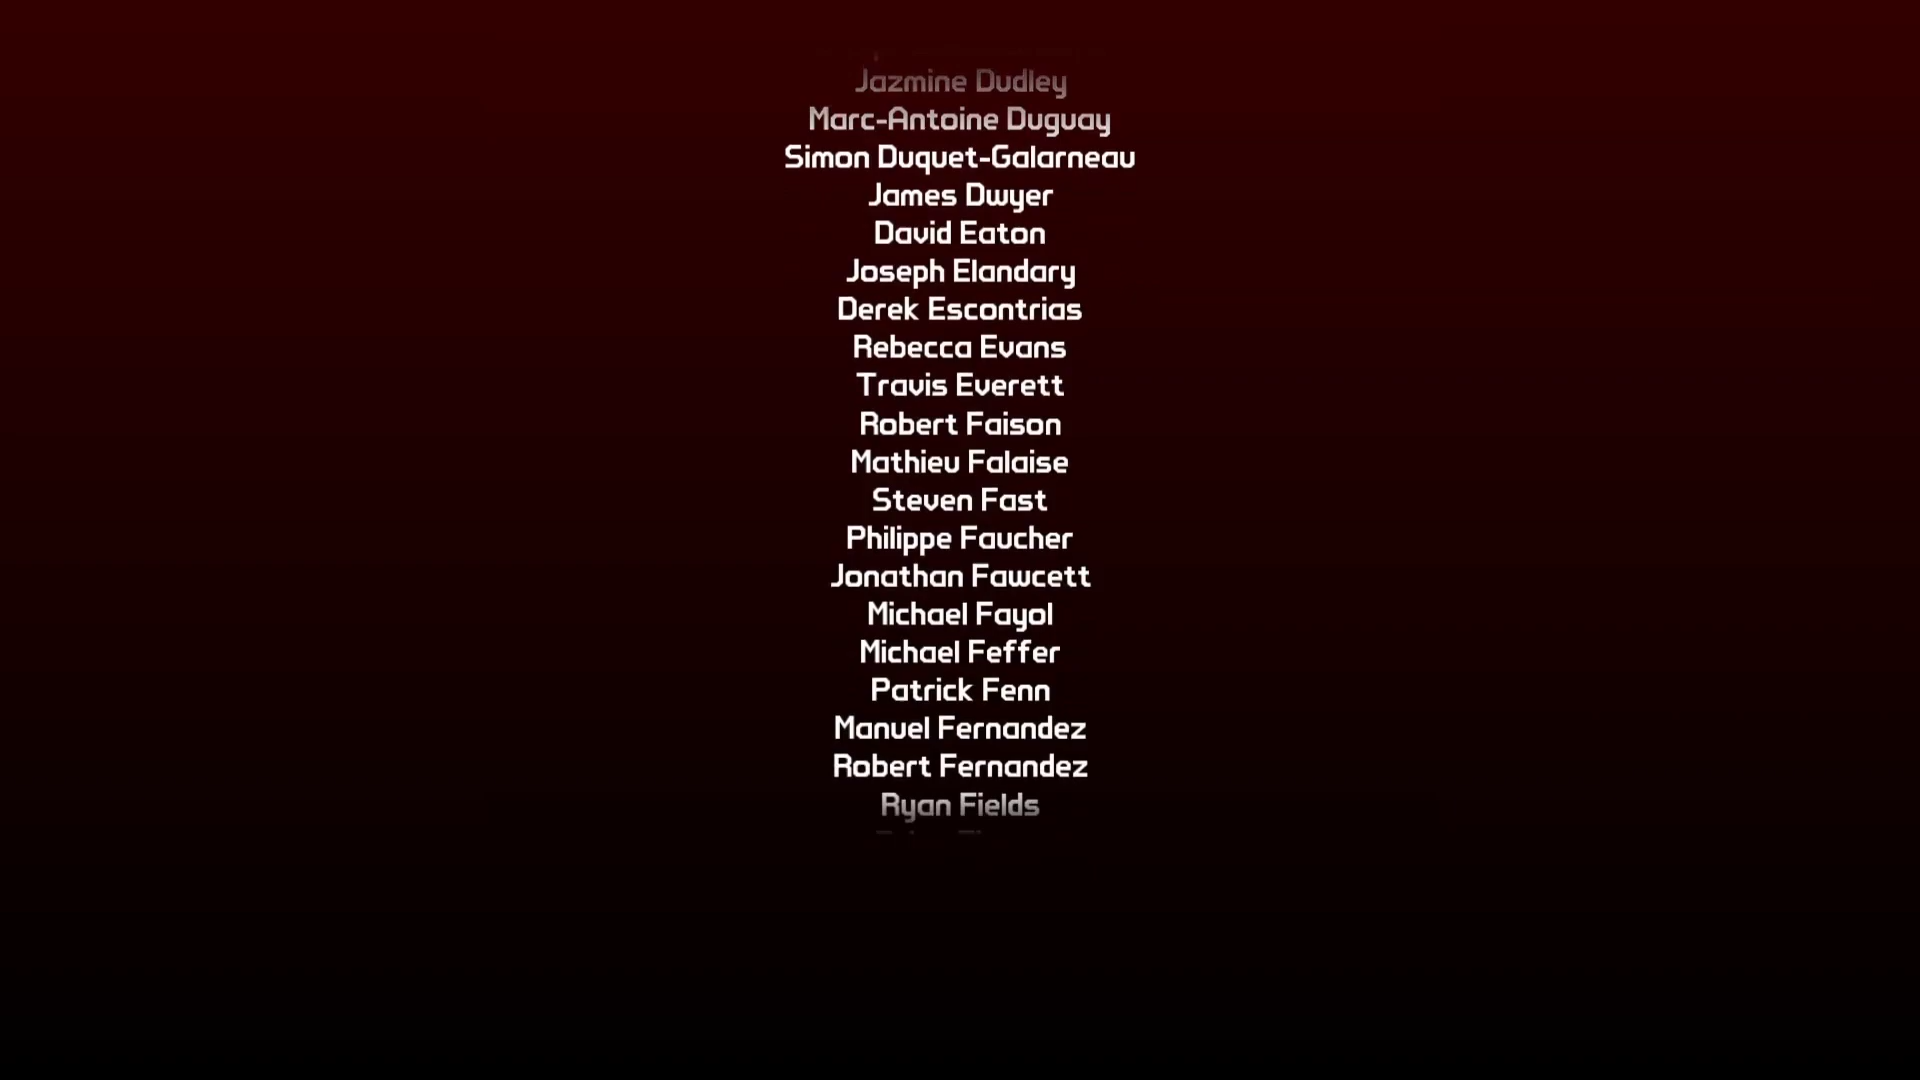 Jazmine Dudley
Marc-Antoine Duguay
Simon Duquet-Galarneau
James Dwyer
David Eaton
Joseph Elandary
Derek Escontrias
Rebecca Evans
Travis Everett
Robert Faison
Mathieu Falaise
Steven Fast
Philippe Faucher
Jonathan Fawcett
Michael Fayol
Michael Feffer
Patrick Fenn
Manuel Fernandez
Robert Fernandez
Ryan Fields